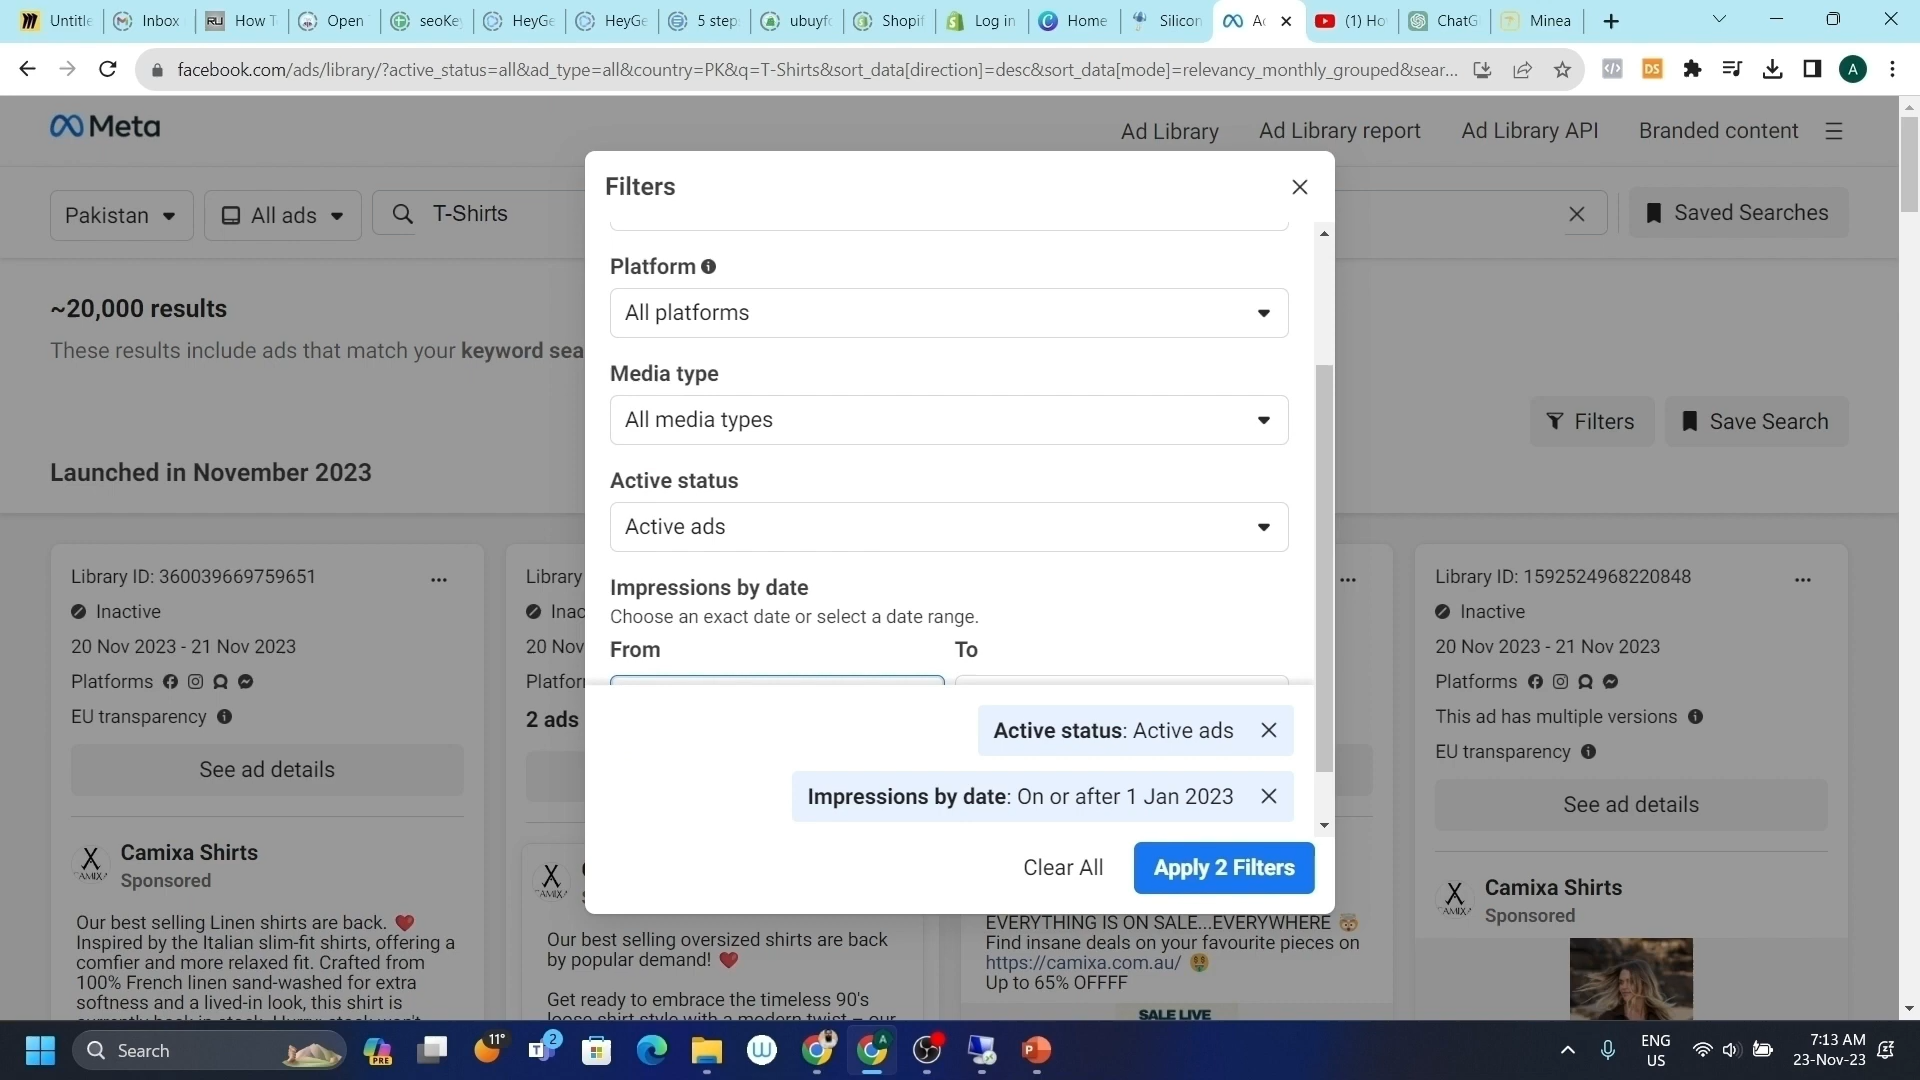 Untitle
Inbox
How T
Open
seoKe
HeyGe
HeyGe
5 step
ubuyfo
Shopif
Log in
Home
Silicon
(1) Ho
ChatG
Minea
facebook.com/ads/library/?active_status=all&ad_type=all&country=PK&q=T-Shirts&sort_data[direction]=desc&sort_data[mode]=relevancy_monthly_grouped&sear...
A
Meta
Ad Library
Ad Library report
Ad Library API
Branded content
Pakistan
All ads
T-Shirts
Saved Searches
~20,000 results
These results include ads that match your keyword sea
Filters
Save Search
Launched in November 2023
Filters
Platform
All platforms
Media type
All media types
Active status
Active ads
Impressions by date
Choose an exact date or select a date range.
From
To
Active status: Active ads
Impressions by date: On or after 1 Jan 2023
Clear All
Apply 2 Filters
Library ID: 360039669759651
Inactive
20 Nov 2023 - 21 Nov 2023
Platforms
EU transparency
See ad details
Camixa Shirts
Sponsored
Our best selling Linen shirts are back.
Inspired by the Italian slim-fit shirts, offering a
comfier and more relaxed fit. Crafted from
100% French linen sand-washed for extra
softness and a lived-in look, this shirt is
Library
Inac
20 Nov
Platfor
2 ads
Our best selling oversized shirts are back
by popular demand!
Get ready to embrace the timeless 90's
loose shirt style with a modern twist – our
EVERYTHING IS ON SALE...EVERYWHERE
Find insane deals on your favourite pieces on
https://camixa.com.au/
Up to 65% OFFFF
SALE LIVE
Library ID: 1592524968220848
Inactive
20 Nov 2023 - 21 Nov 2023
Platforms
This ad has multiple versions
EU transparency
See ad details
Camixa Shirts
Sponsored
Search
PRE
11°
2
ENG
US
7:13 AM
23-Nov-23